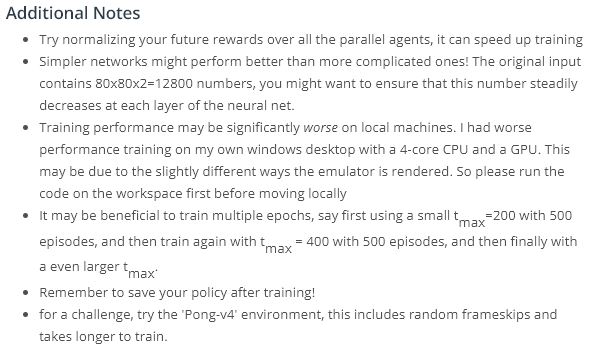 Additional Notes
• Try normalizing your future rewards over all the parallel agents, it can speed up training
• Simpler networks might perform better than more complicated ones! The original input
contains 80x80x2=12800 numbers, you might want to ensure that this number steadily
decreases at each layer of the neural net.
• Training performance may be significantly worse on local machines. I had worse
performance training on my own windows desktop with a 4-core CPU and a GPU. This
may be due to the slightly different ways the emulator is rendered. So please run the
code on the workspace first before moving locally
• It may be beneficial to train multiple epochs, say first using a small tmax=200 with 500
episodes, and then train again with tmax = 400 with 500 episodes, and then finally with
a even larger tmax.
• Remember to save your policy after training!
• for a challenge, try the 'Pong-v4' environment, this includes random frameskips and
takes longer to train.